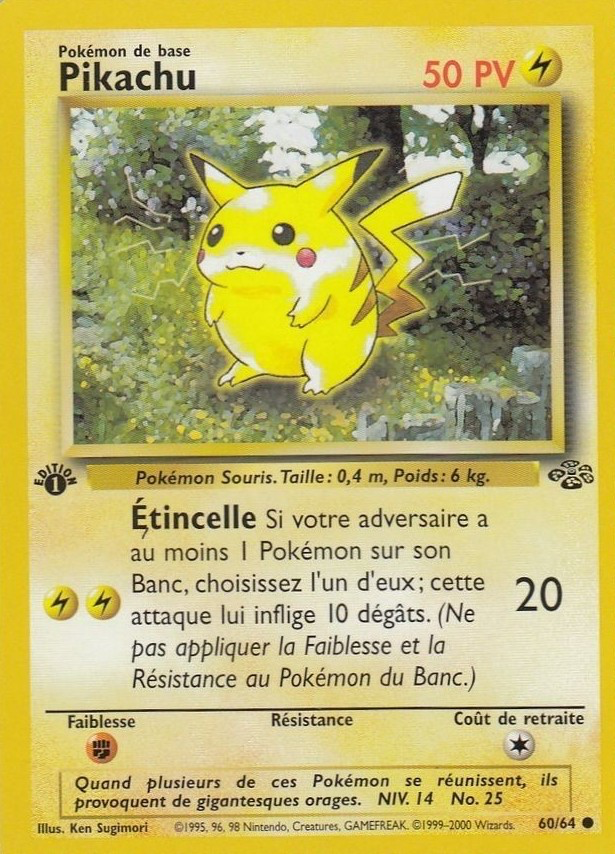 Pokémon de base
Pikachu 50 PV
EDITION
1
Pokémon Souris. Taille : 0,4 m, Poids : 6 kg.
Étincelle Si votre adversaire a
au moins 1 Pokémon sur son
Banc, choisissez l'un d'eux ; cette
attaque lui inflige 10 dégâts. (Ne
pas appliquer la Faiblesse et la
Résistance au Pokémon du Banc.)
20
Faiblesse Résistance Coût de retraite
Quand plusieurs de ces Pokémon se réunissent, ils
provoquent de gigantesques orages. NIV. 14 No. 25
Illus. Ken Sugimori ©1995, 96, 98 Nintendo, Creatures, GAMEFREAK. ©1999-2000 Wizards. 60/64